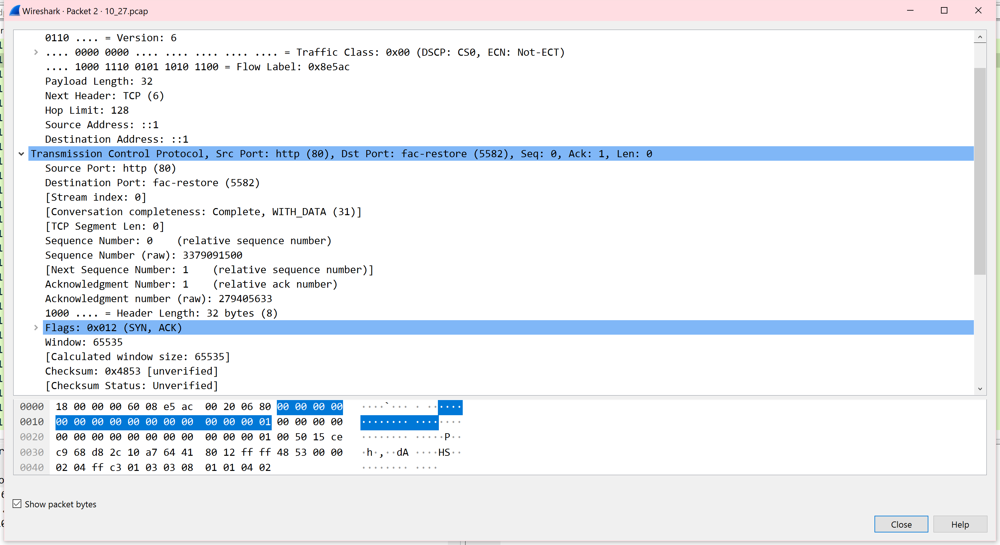 Wireshark · Packet 2 · 10_27.pcap
0110 .... = Version: 6
.... 0000 0000 .... .... .... .... .... = Traffic Class: 0x00 (DSCP: CS0, ECN: Not-ECT)
.... 1000 1110 0101 1010 1100 = Flow Label: 0x8e5ac
Payload Length: 32
Next Header: TCP (6)
Hop Limit: 128
Source Address: ::1
Destination Address: ::1
Transmission Control Protocol, Src Port: http (80), Dst Port: fac-restore (5582), Seq: 0, Ack: 1, Len: 0
Source Port: http (80)
Destination Port: fac-restore (5582)
[Stream index: 0]
[Conversation completeness: Complete, WITH_DATA (31)]
[TCP Segment Len: 0]
Sequence Number: 0    (relative sequence number)
Sequence Number (raw): 3379091500
[Next Sequence Number: 1    (relative sequence number)]
Acknowledgment Number: 1    (relative ack number)
Acknowledgment number (raw): 279405633
1000 .... = Header Length: 32 bytes (8)
Flags: 0x012 (SYN, ACK)
Window: 65535
[Calculated window size: 65535]
Checksum: 0x4853 [unverified]
[Checksum Status: Unverified]
0000 18 00 00 00 60 08 e5 ac 00 20 06 80 00 00 00 00 ····`··· · ······
0010 00 00 00 00 00 00 00 00 00 00 00 01 00 00 00 00 ········ ········
0020 00 00 00 00 00 00 00 00 00 00 00 01 00 50 15 ce ········ ·····P··
0030 c9 68 d8 2c 10 a7 64 41 80 12 ff ff 48 53 00 00 ·h·,··dA ····HS··
0040 02 04 ff c3 01 03 03 08 01 01 04 02 ········ ····
Show packet bytes
Close
Help